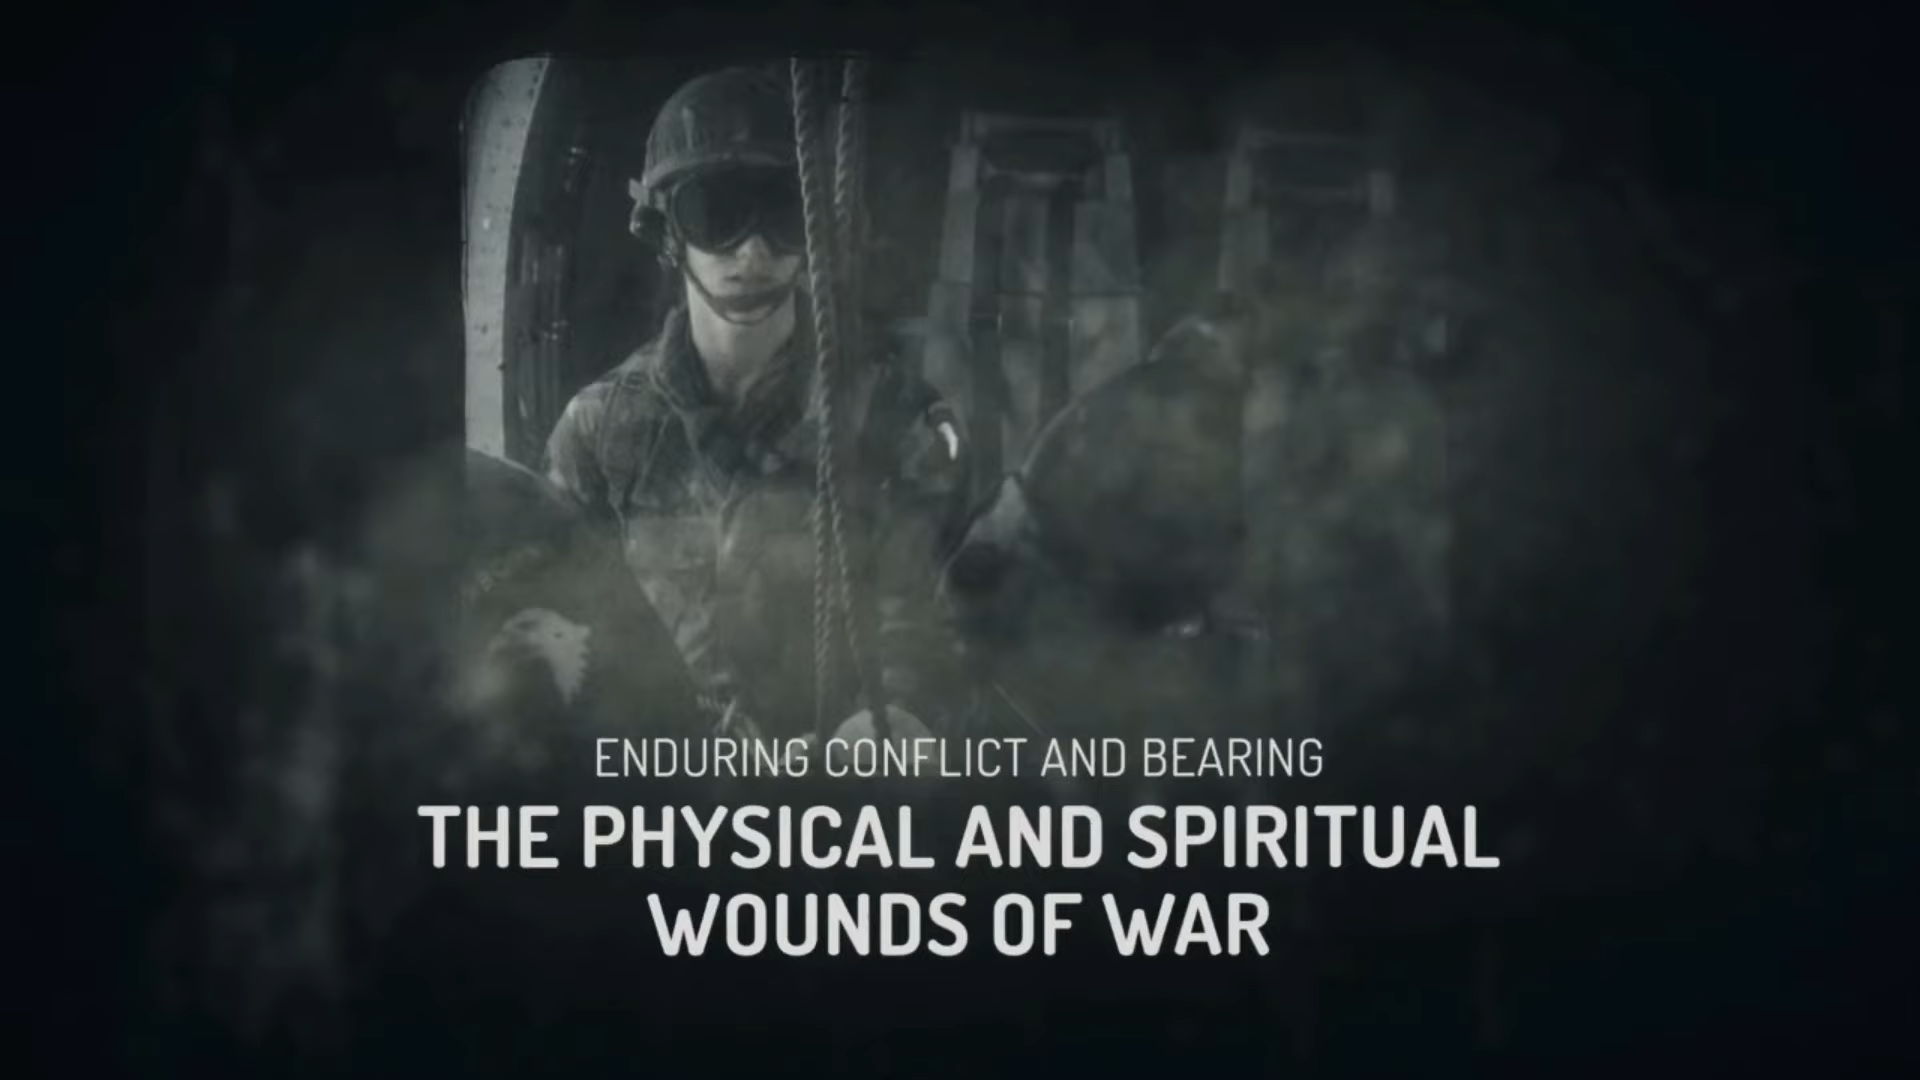 ENDURING CONFLICT AND BEARING
THE PHYSICAL AND SPIRITUAL
WOUNDS OF WAR